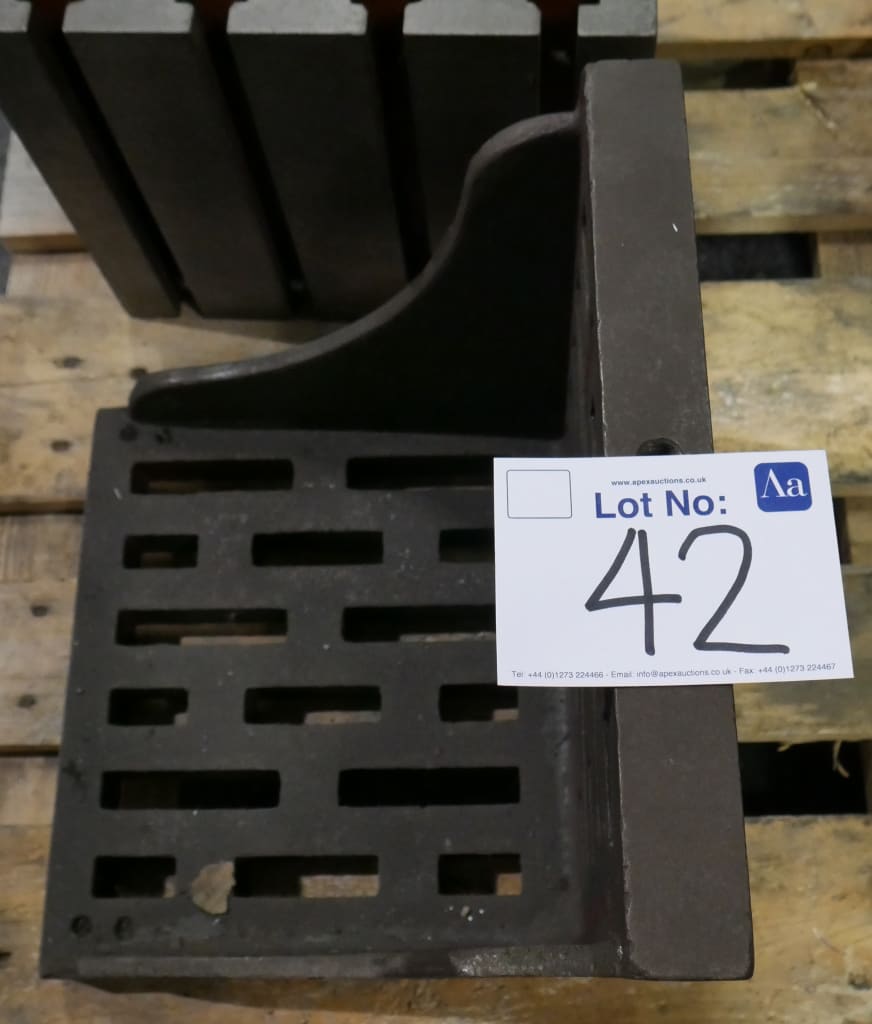 www.apexauctions.co.uk
Lot No:
Aa
42
Tel: +44 (0)1273 224466 - Email: info@apexauctions.co.uk - Fax: +44 (0)1273 224467